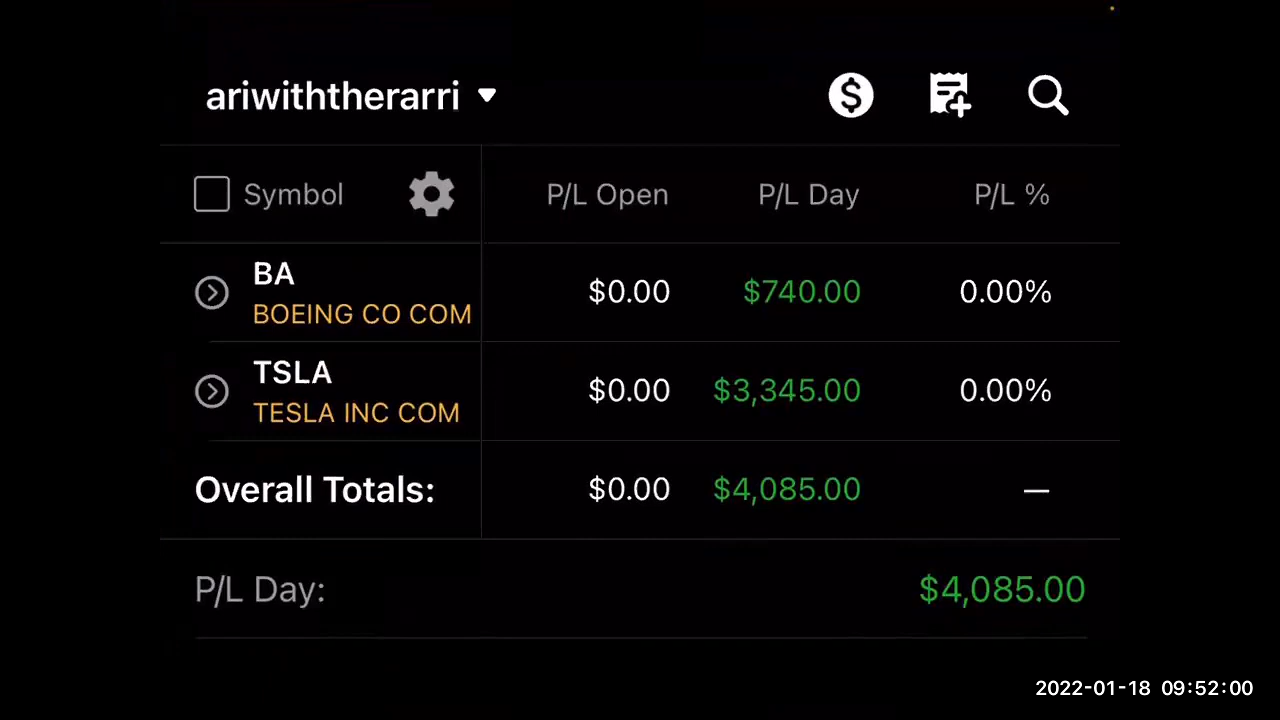 ariwiththerarri
Symbol P/L Open P/L Day P/L %
BA
BOEING CO COM
$0.00 $740.00 0.00%
TSLA
TESLA INC COM
$0.00 $3,345.00 0.00%
Overall Totals: $0.00 $4,085.00 —
P/L Day: $4,085.00
2022-01-18 09:52:00